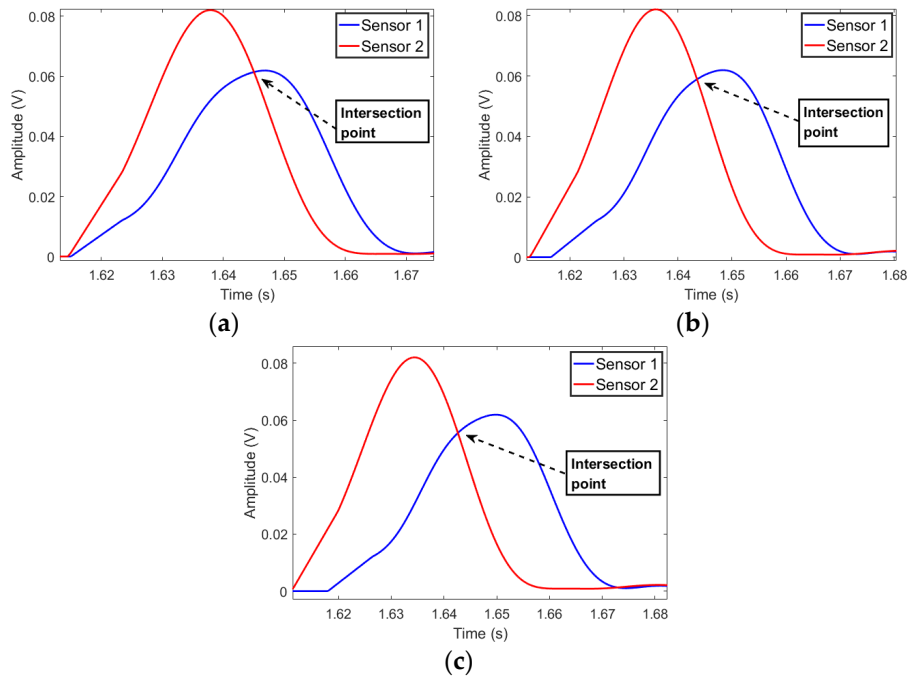 Sensor 1
Sensor 2
Intersection
point
Amplitude (V)
0.08
0.06
0.04
0.02
0
1.62
1.63
1.64
1.65
1.66
1.67
Time (s)
(a)
Sensor 1
Sensor 2
Intersection
point
Amplitude (V)
0.08
0.06
0.04
0.02
0
1.62
1.63
1.64
1.65
1.66
1.67
1.68
Time (s)
(b)
Sensor 1
Sensor 2
Intersection
point
Amplitude (V)
0.08
0.06
0.04
0.02
0
1.62
1.63
1.64
1.65
1.66
1.67
1.68
Time (s)
(c)